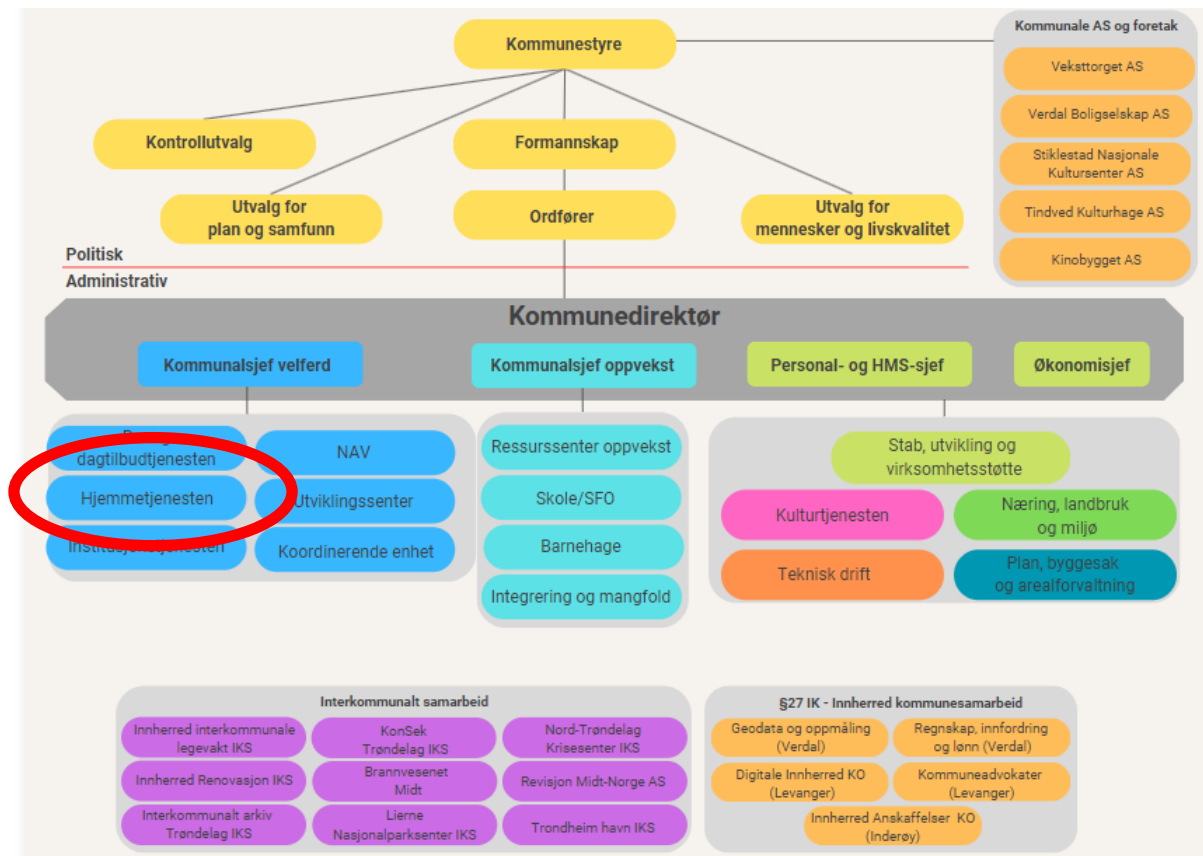 Kommunestyre
Kommunale AS og foretak
Veksttorget AS
Verdal Boligselskap AS
Stiklestad Nasjonale
Kultursenter AS
Tindved Kulturhage AS
Kinobygget AS
Kontrollutvalg
Formannskap
Utvalg for
plan og samfunn
Ordfører
Utvalg for
mennesker og livskvalitet
Politisk
Administrativ
Kommunedirektør
Kommunalsjef velferd
Kommunalsjef oppvekst
Personal- og HMS-sjef
Økonomisjef
dagtilbudtjenesten
Hjemmetjenesten
Institusjonstjenesten
NAV
Utviklingssenter
Koordinerende enhet
Ressurssenter oppvekst
Skole/SFO
Barnehage
Integrering og mangfold
Stab, utvikling og
virksomhetsstøtte
Kulturtjenesten
Næring, landbruk
og miljø
Teknisk drift
Plan, byggesak
og arealforvaltning
Interkommunalt samarbeid
Innherred interkommunale
legevakt IKS
KonSek
Trøndelag IKS
Nord-Trøndelag
Krisesenter IKS
Innherred Renovasjon IKS
Brannvesenet
Midt
Revisjon Midt-Norge AS
Interkommunalt arkiv
Trøndelag IKS
Lierne
Nasjonalparksenter IKS
Trondheim havn IKS
§27 IK - Innherred kommunesamarbeid
Geodata og oppmåling
(Verdal)
Regnskap, innfordring
og lønn (Verdal)
Digitale Innherred KO
(Levanger)
Kommuneadvokater
(Levanger)
Innherred Anskaffelser KO
(Inderøy)